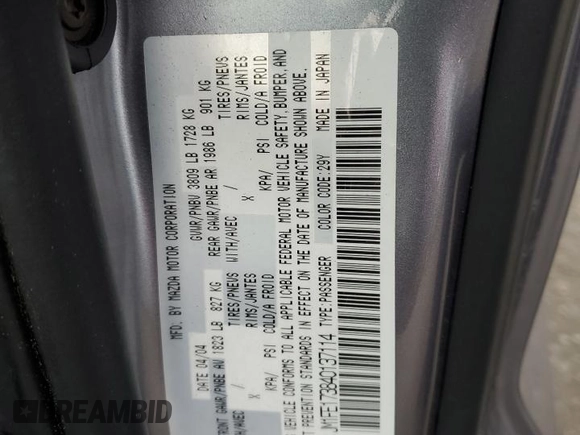 MFD. BY MAZDA MOTOR CORPORATION
DATE 04/04 GVWR/PNBV 3809 LB 1728 KG
FRONT GAWR/PNBE AV 1823 LB 827 KG REAR GAWR/PNBE AR 1986 LB 901 KG
WITH/AVEC TIRES/PNEUS WITH/AVEC / TIRES/PNEUS
X RIMS/JANTES X RIMS/JANTES
KPA/ PSI COLD/A FROID KPA/ PSI COLD/A FROID
VEHICLE CONFORMS TO ALL APPLICABLE FEDERAL MOTOR VEHICLE SAFETY, BUMPER, AND
THEFT PREVENTION STANDARDS IN EFFECT ON THE DATE OF MANUFACTURE SHOWN ABOVE.
TYPE:PASSENGER COLOR CODE:29Y MADE IN JAPAN
AUTOBIDMASTER